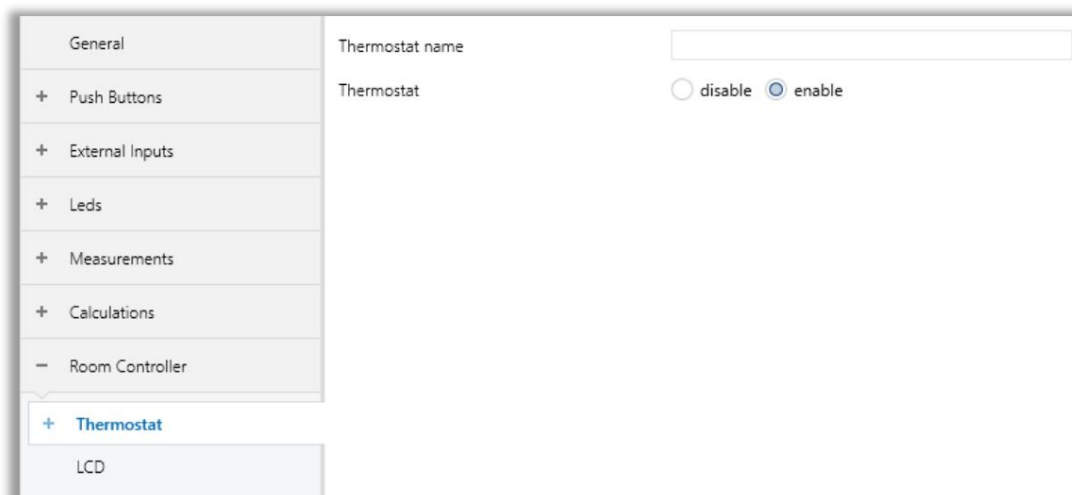 General
Push Buttons
External Inputs
Leds
Measurements
Calculations
Room Controller
Thermostat
LCD
Thermostat name
Thermostat disable enable